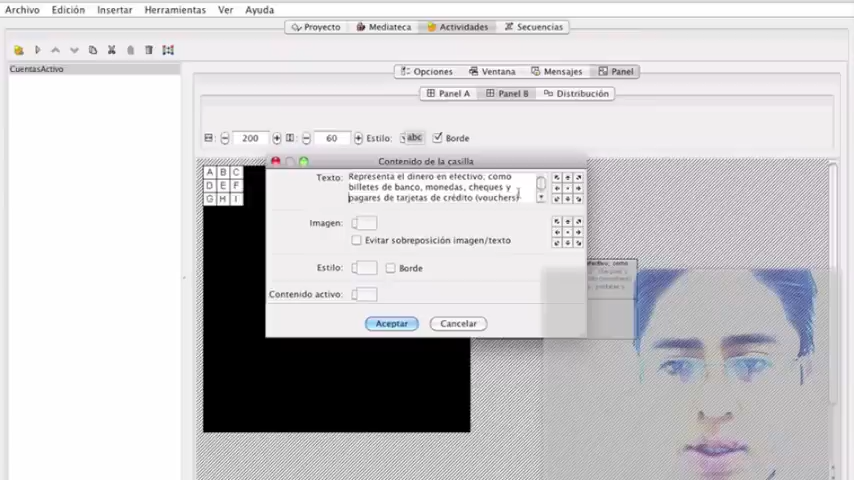 Archivo Edición Insertar Herramientas Ver Ayuda
Proyecto Mediateca Actividades Secuencias
CuentasActivo
Opciones Ventana Mensajes Panel
Panel A Panel B Distribución
200 60 Estilo: abc Borde
Contenido de la casilla
A B C
D E F
G H I
Texto: Representa el dinero en efectivo, como
billetes de banco, monedas, cheques y
pagares de tarjetas de crédito (vouchers)
Imagen:
Evitar sobreposición imagen/texto
Estilo: Borde
Contenido activo:
Aceptar Cancelar